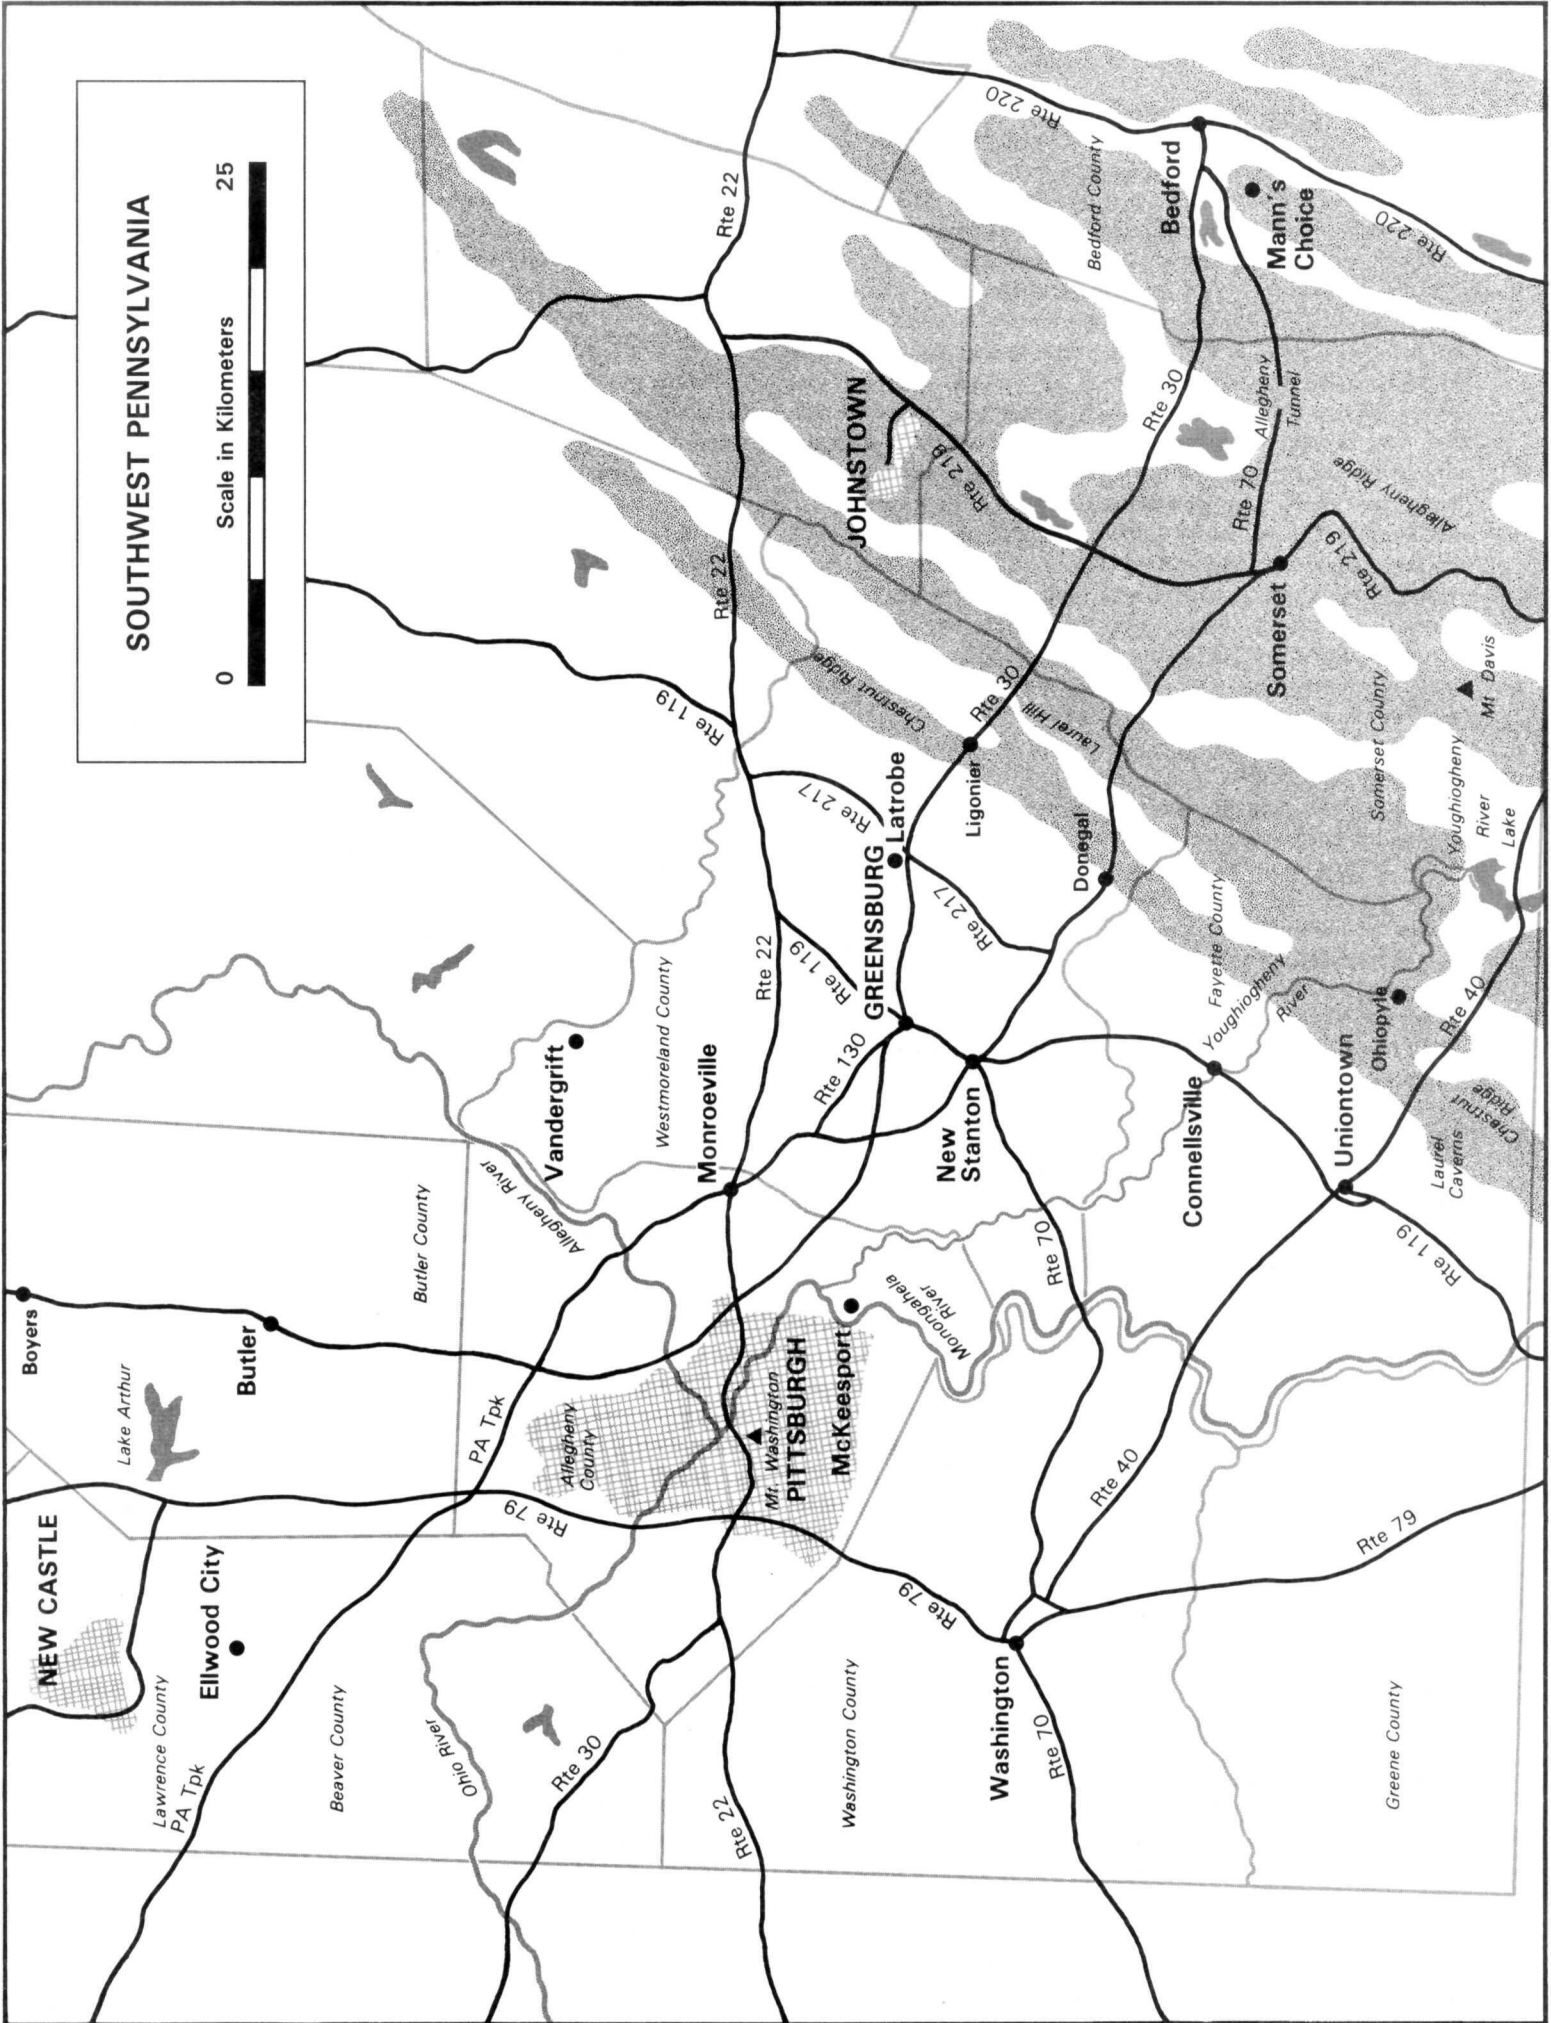 SOUTHWEST PENNSYLVANIA
0
Scale in Kilometers
25
NEW CASTLE
Boyers
Lawrence County
PA Tpk
Ellwood City
Lake Arthur
Butler
Beaver County
Butler County
PA Tpk
Ohio River
Rte 30
Rte 79
Allegheny
County
Allegheny River
Vandergrift
Westmoreland County
Monroeville
Rte 22
Rte 119
Rte 22
Rte 22
Rte 22
Mt. Washington
PITTSBURGH
McKeesport
Rte 130
Rte 119
GREENSBURG
Rte 217
Latrobe
Chestnut Ridge
JOHNSTOWN
Rte 219
Rte 220
Washington County
Rte 79
Monongahela
River
New
Stanton
Rte 217
Ligonier
Rte 30
Laurel Hill
Bedford County
Bedford
Washington
Rte 70
Rte 70
Donegal
Rte 30
Rte 40
Connellsville
Youghiogheny
River
Fayette County
Somerset
Rte 70
Allegheny
Tunnel
Mann's
Choice
Uniontown
Ohiopyle
Somerset County
Rte 219
Allegheny Ridge
Rte 220
Greene County
Rte 79
Rte 119
Laurel
Caverns
Chestnut
Ridge
Rte 40
Youghiogheny
River
Lake
Mt Davis